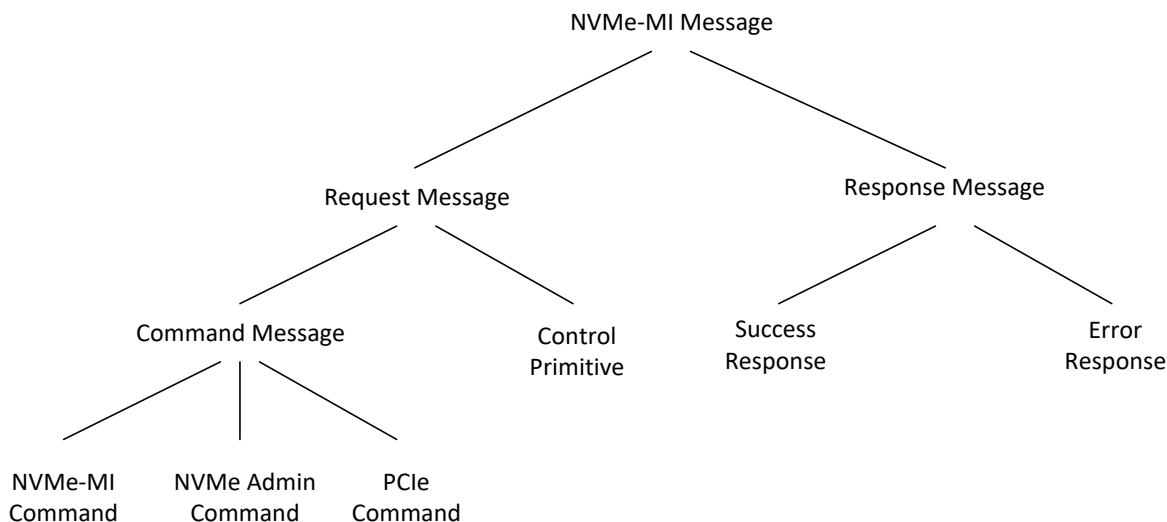 NVMe-MI Message
Request Message
Response Message
Command Message
Control
Primitive
Success
Response
Error
Response
NVMe-MI
Command
NVMe Admin
Command
PCIe
Command